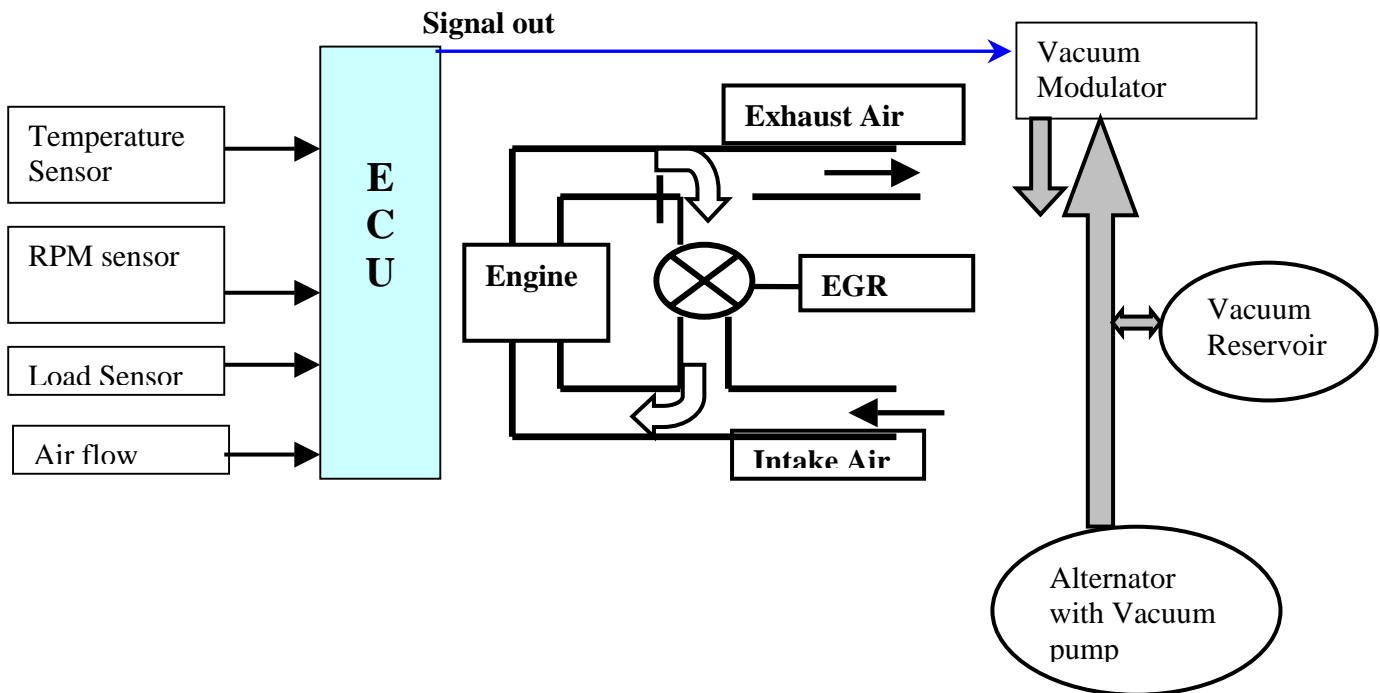 Signal out
Vacuum
Modulator
Exhaust Air
Temperature
Sensor
E
C
U
RPM sensor
Engine
EGR
Vacuum
Reservoir
Load Sensor
Air flow
Intake Air
Alternator
with Vacuum
pump